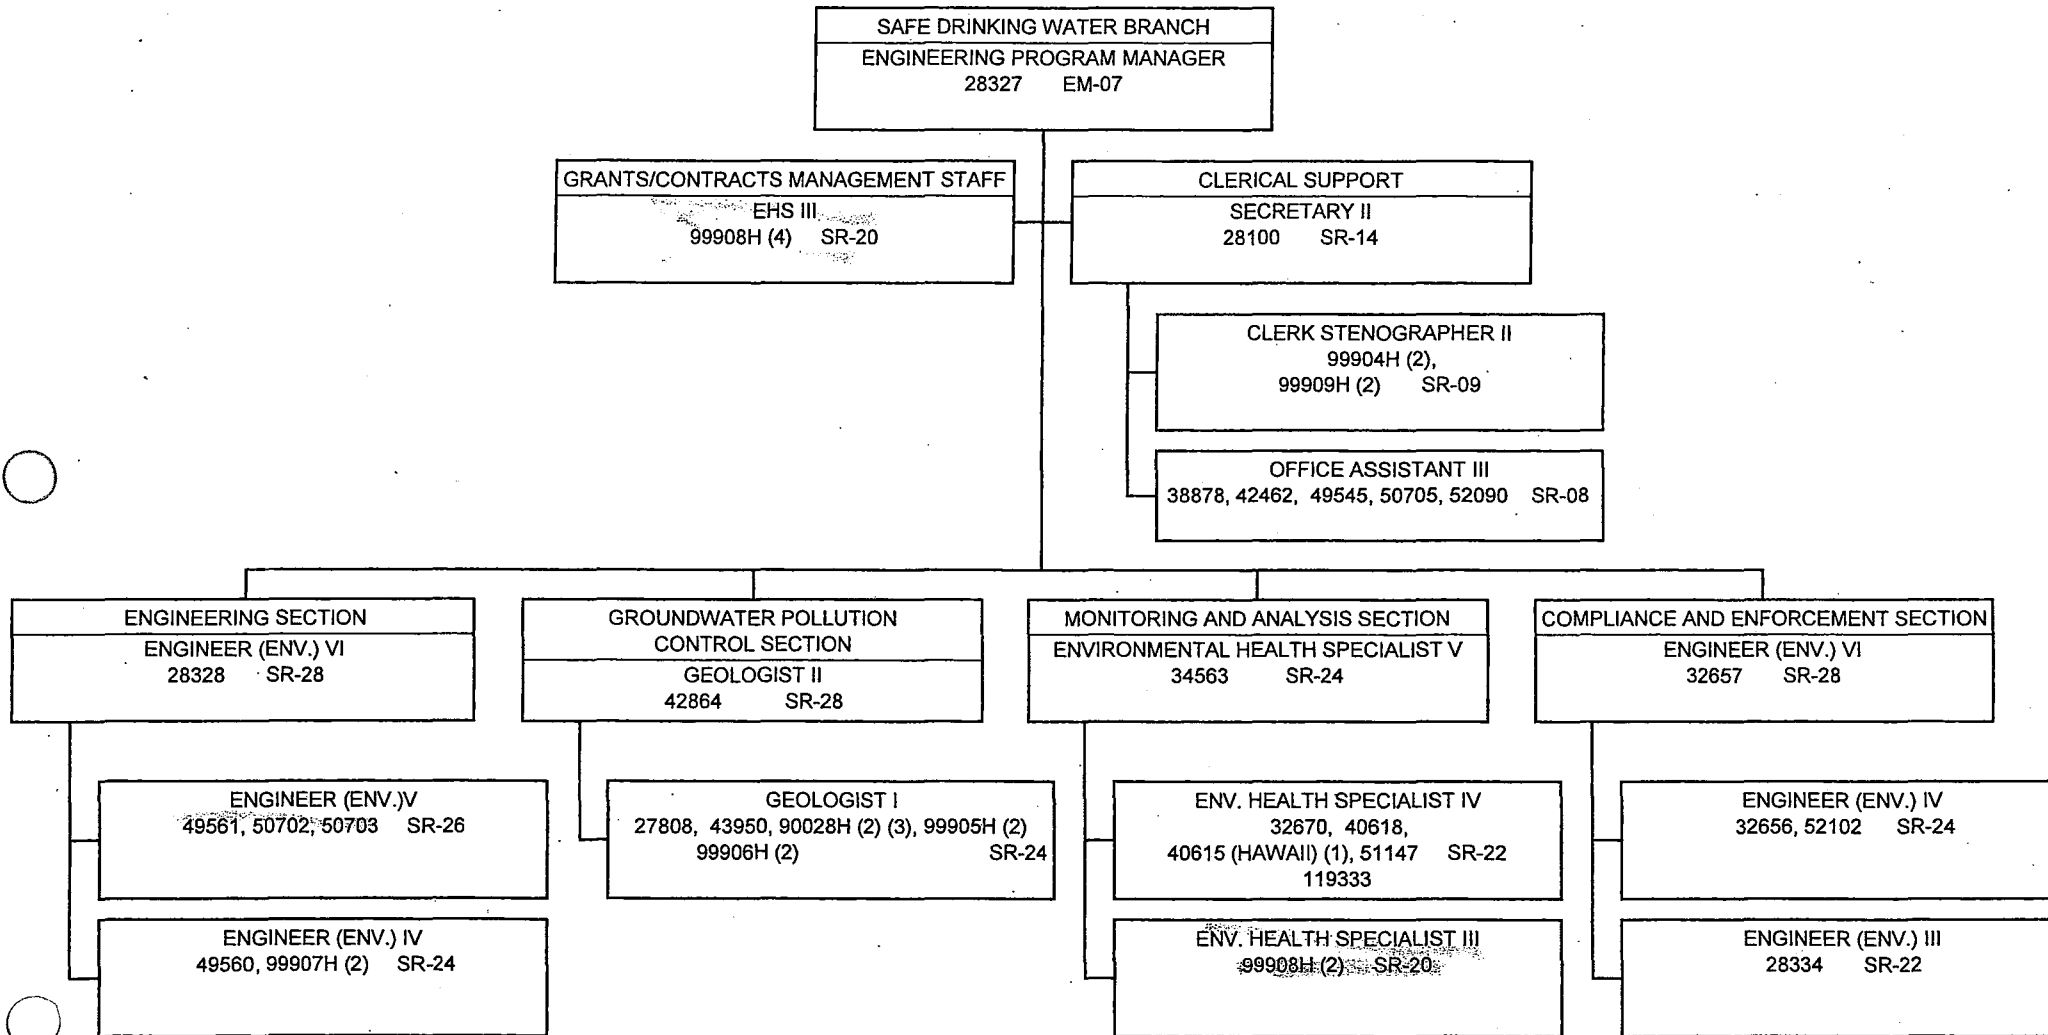 SAFE DRINKING WATER BRANCH
ENGINEERING PROGRAM MANAGER
28327 EM-07
GRANTS/CONTRACTS MANAGEMENT STAFF
EHS III
99908H (4) SR-20
CLERICAL SUPPORT
SECRETARY II
28100 SR-14
CLERK STENOGRAPHER II
99904H (2),
99909H (2) SR-09
OFFICE ASSISTANT III
38878, 42462, 49545, 50705, 52090 SR-08
ENGINEERING SECTION
ENGINEER (ENV.) VI
28328 SR-28
ENGINEER (ENV.)V
49561, 50702, 50703 SR-26
ENGINEER (ENV.) IV
49560, 99907H (2) SR-24
GROUNDWATER POLLUTION
CONTROL SECTION
GEOLOGIST II
42864 SR-28
GEOLOGIST I
27808, 43950, 90028H (2) (3), 99905H (2)
99906H (2) SR-24
MONITORING AND ANALYSIS SECTION
ENVIRONMENTAL HEALTH SPECIALIST V
34563 SR-24
ENV. HEALTH SPECIALIST IV
32670, 40618,
40615 (HAWAII) (1), 51147 SR-22
119333
ENV. HEALTH SPECIALIST III
99908H (2) SR-20
COMPLIANCE AND ENFORCEMENT SECTION
ENGINEER (ENV.) VI
32657 SR-28
ENGINEER (ENV.) IV
32656, 52102 SR-24
ENGINEER (ENV.) III
28334 SR-22